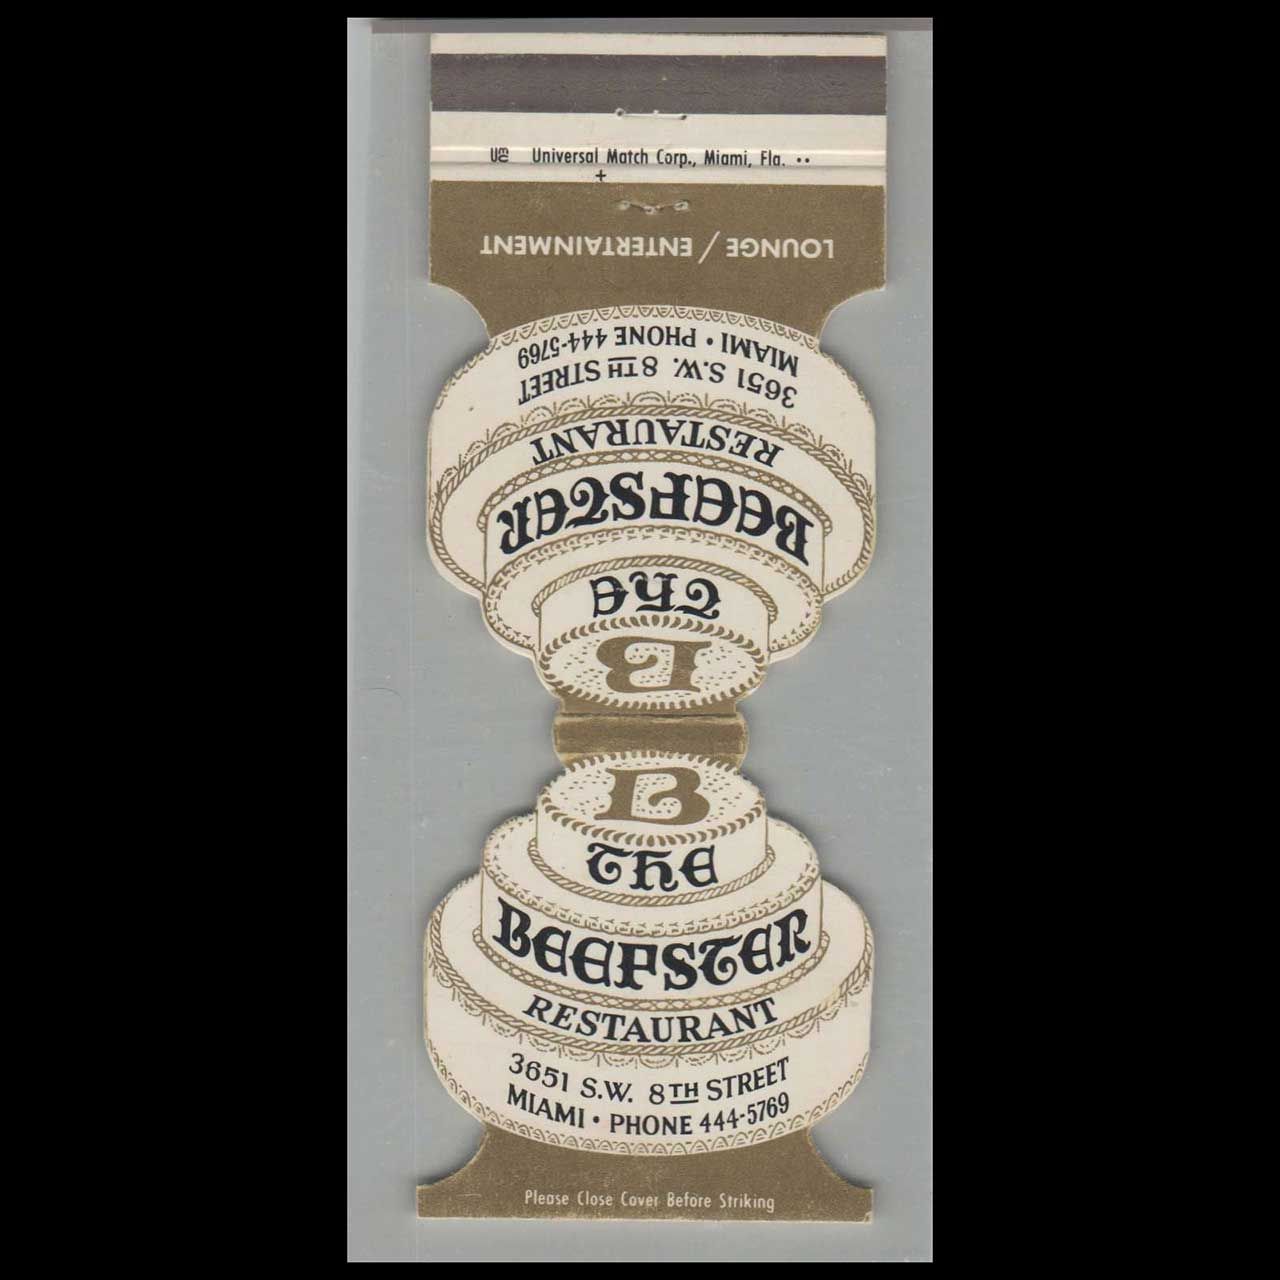 UMC Universal Match Corp., Miami, Fla. ••
LOUNGE / ENTERTAINMENT
B
THE
BEEFSTER
RESTAURANT
3651 S.W. 8TH STREET
MIAMI • PHONE 444-5769
B
THE
BEEFSTER
RESTAURANT
3651 S.W. 8TH STREET
MIAMI • PHONE 444-5769
Please Close Cover Before Striking